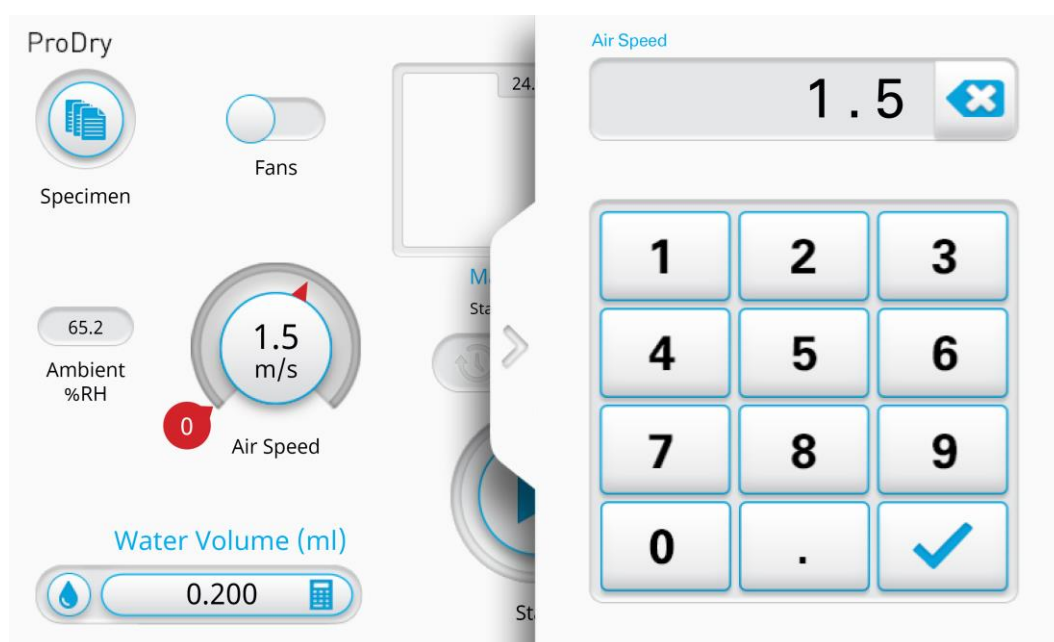 ProDry
Specimen
Fans
24.
65.2
Ambient
%RH
1.5
m/s
0
Air Speed
Water Volume (ml)
0.200
Air Speed
1.5
1 2 3
4 5 6
7 8 9
0 .